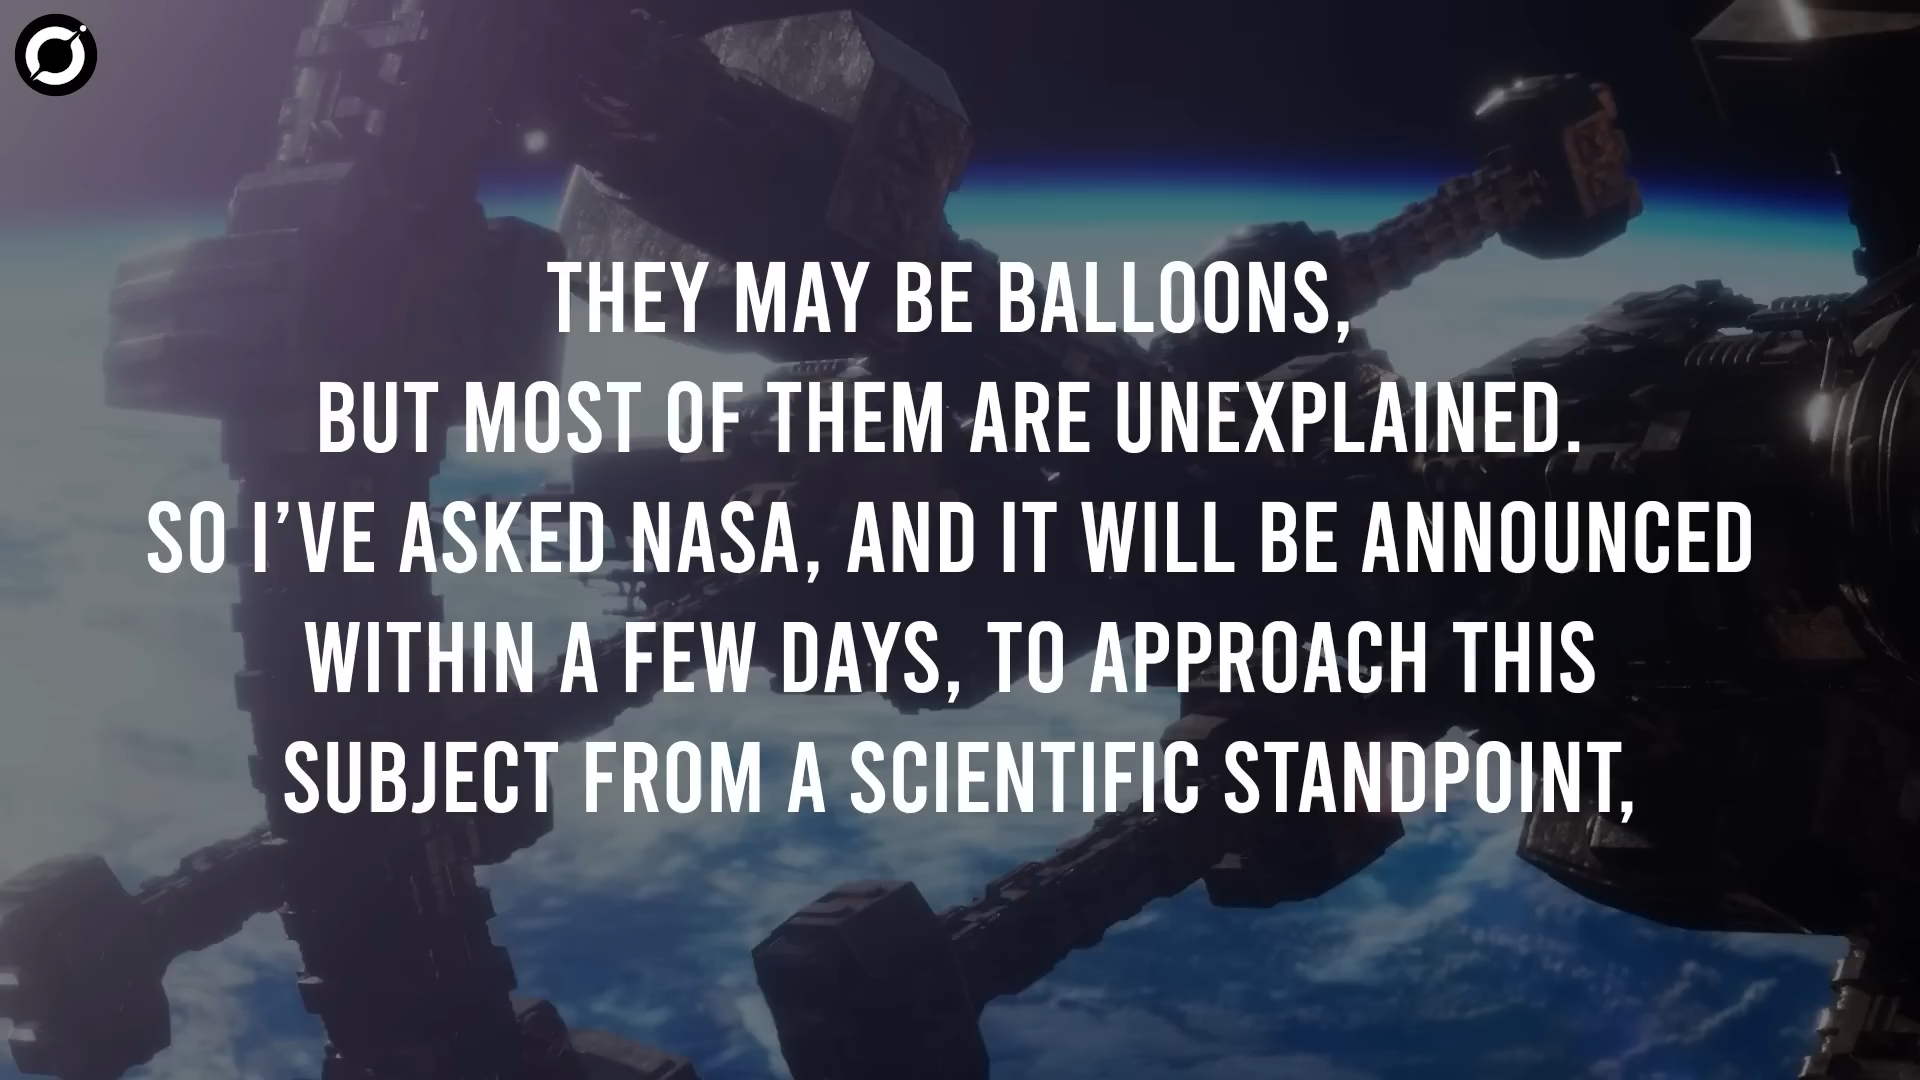 THEY MAY BE BALLOONS,
BUT MOST OF THEM ARE UNEXPLAINED.
SO I'VE ASKED NASA, AND IT WILL BE ANNOUNCED
WITHIN A FEW DAYS, TO APPROACH THIS
SUBJECT FROM A SCIENTIFIC STANDPOINT,